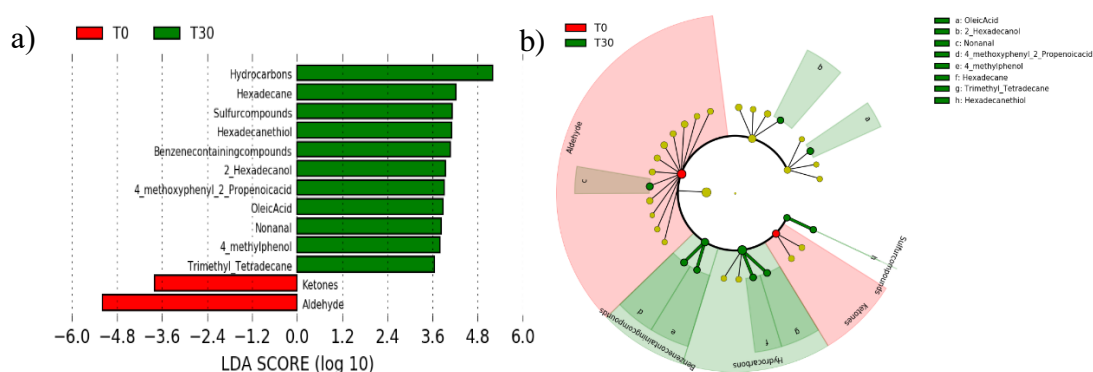 a)
T0 T30
Hydrocarbons
Hexadecane
Sulfurcompounds
Hexadecanethiol
Benzenecontainingcompounds
2_Hexadecanol
4_methoxyphenyl_2_Propenoicacid
OleicAcid
Nonanal
4_methylphenol
Trimethyl_Tetradecane
Ketones
Aldehyde
−6.0 −4.8 −3.6 −2.4 −1.2 0.0 1.2 2.4 3.6 4.8 6.0
LDA SCORE (log 10)
b)
T0
T30
a: OleicAcid
b: 2_Hexadecanol
c: Nonanal
d: 4_methoxyphenyl_2_Propenoicacid
e: 4_methylphenol
f: Hexadecane
g: Trimethyl_Tetradecane
h: Hexadecanethiol
b
a
Aldehyde
c
h
Sulfurcompounds
Ketones
d
e
f
g
Benzenecontainingcompounds
Hydrocarbons